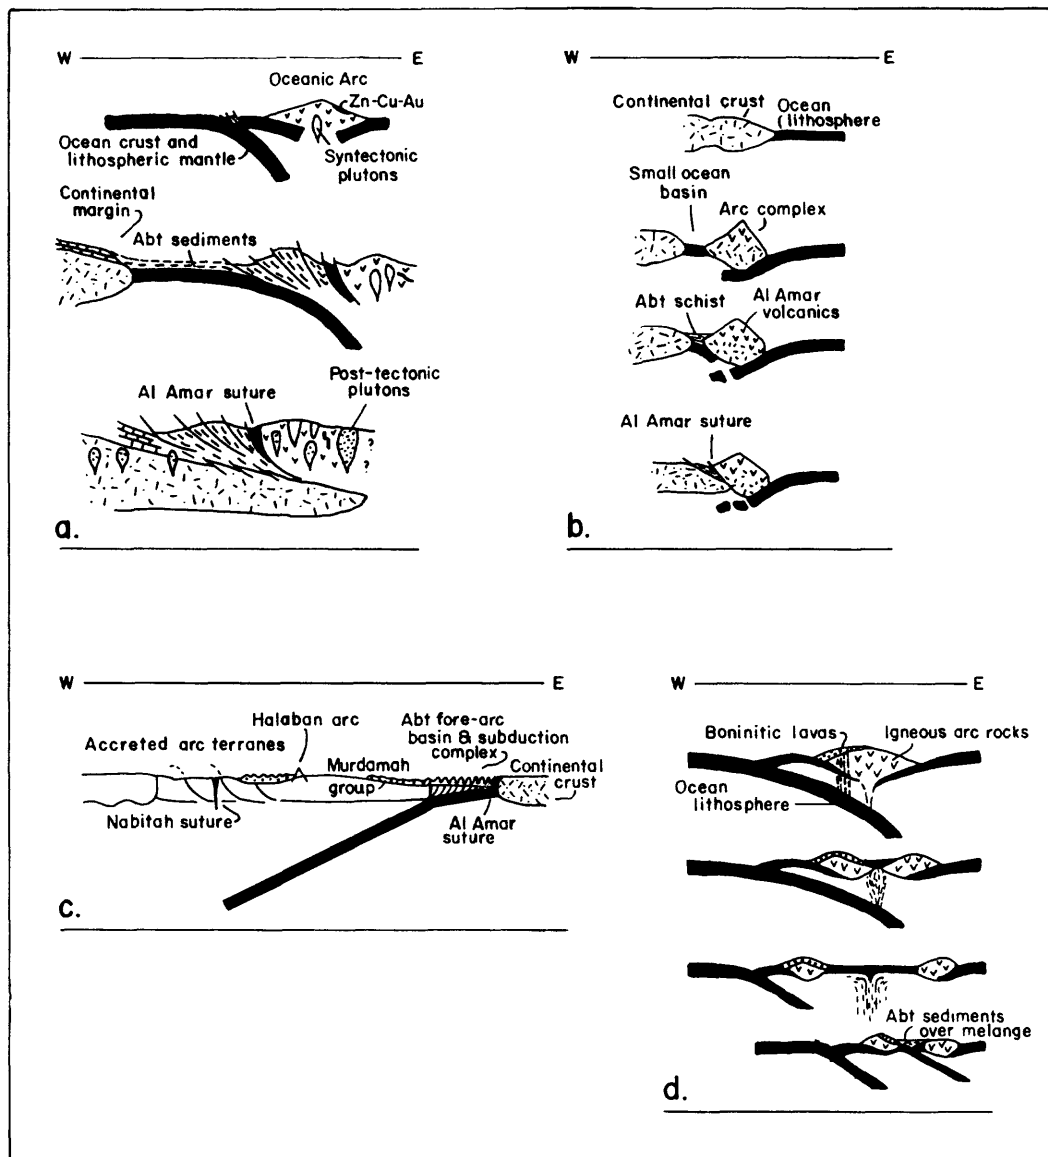 W E
Oceanic Arc
Zn-Cu-Au
Ocean crust and
lithospheric mantle
Syntectonic
plutons
Continental
margin
Abt sediments
Post-tectonic
plutons
Al Amar suture
?
?
a.
W E
Continental crust
Ocean
lithosphere
Small ocean
basin
Arc complex
Abt schist
Al Amar
volcanics
Al Amar suture
b.
W E
Halaban arc
Abt fore-arc
basin & subduction
complex
Accreted arc terranes
Continental
crust
Murdamah
group
Nabitah suture
Al Amar
suture
c.
W E
Boninitic lavas
Igneous arc rocks
Ocean
lithosphere
Abt sediments
over melange
d.